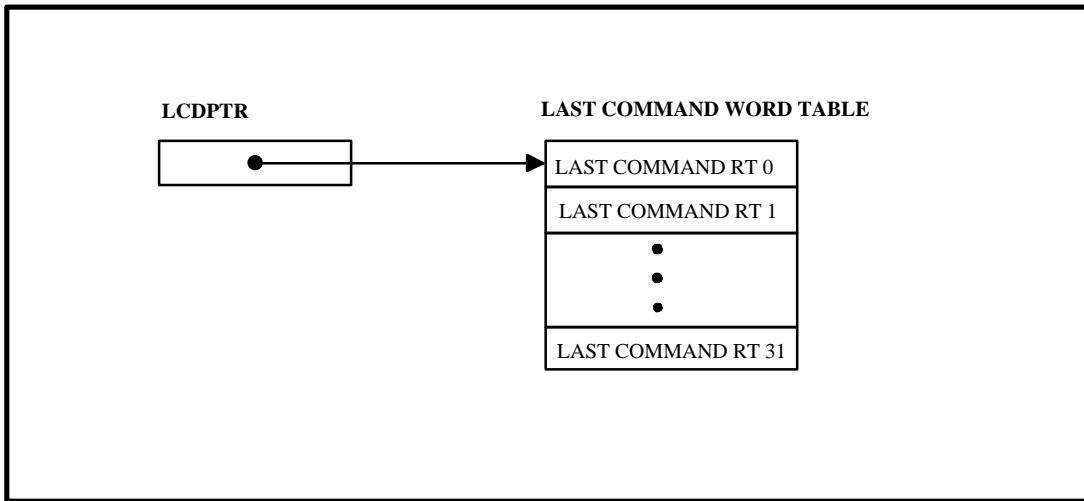 LCDPTR
LAST COMMAND WORD TABLE
LAST COMMAND RT 0
LAST COMMAND RT 1
LAST COMMAND RT 31